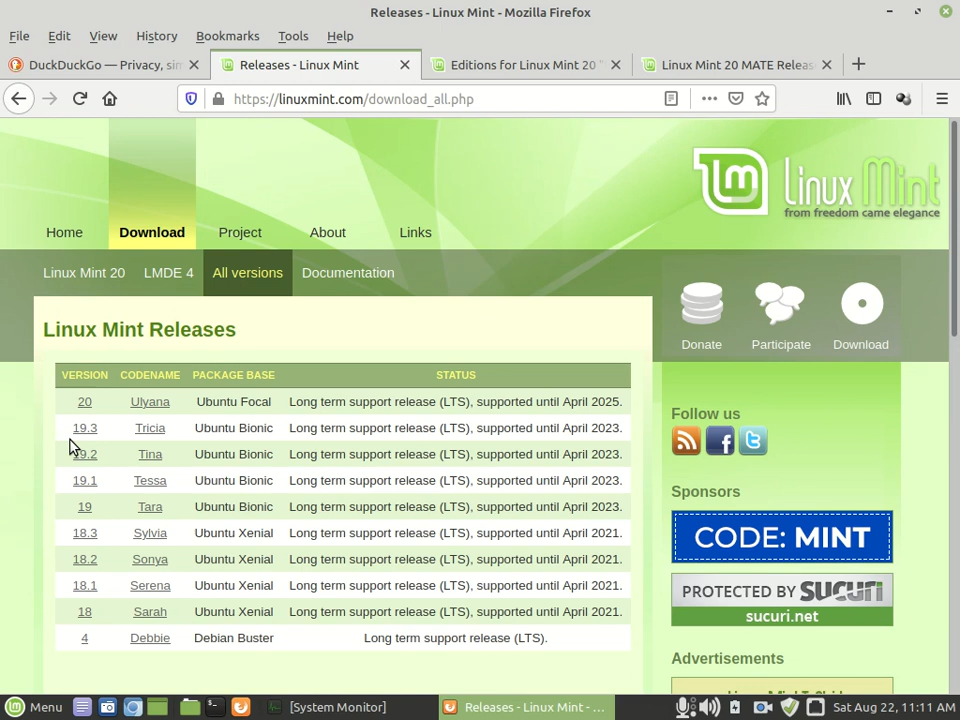 Releases - Linux Mint - Mozilla Firefox
File Edit View History Bookmarks Tools Help
DuckDuckGo — Privacy, sim
Releases - Linux Mint
Editions for Linux Mint 20 "
Linux Mint 20 MATE Releas
https://linuxmint.com/download_all.php
Linux Mint
from freedom came elegance
Home Download Project About Links
Linux Mint 20 LMDE 4 All versions Documentation
Donate Participate Download
Linux Mint Releases
VERSION CODENAME PACKAGE BASE STATUS
20 Ulyana Ubuntu Focal Long term support release (LTS), supported until April 2025.
19.3 Tricia Ubuntu Bionic Long term support release (LTS), supported until April 2023.
19.2 Tina Ubuntu Bionic Long term support release (LTS), supported until April 2023.
19.1 Tessa Ubuntu Bionic Long term support release (LTS), supported until April 2023.
19 Tara Ubuntu Bionic Long term support release (LTS), supported until April 2023.
18.3 Sylvia Ubuntu Xenial Long term support release (LTS), supported until April 2021.
18.2 Sonya Ubuntu Xenial Long term support release (LTS), supported until April 2021.
18.1 Serena Ubuntu Xenial Long term support release (LTS), supported until April 2021.
18 Sarah Ubuntu Xenial Long term support release (LTS), supported until April 2021.
4 Debbie Debian Buster Long term support release (LTS).
Follow us
Sponsors
CODE: MINT
PROTECTED BY SUCURI
sucuri.net
Advertisements
Menu
[System Monitor]
Releases - Linux Mint - ...
Sat Aug 22, 11:11 AM